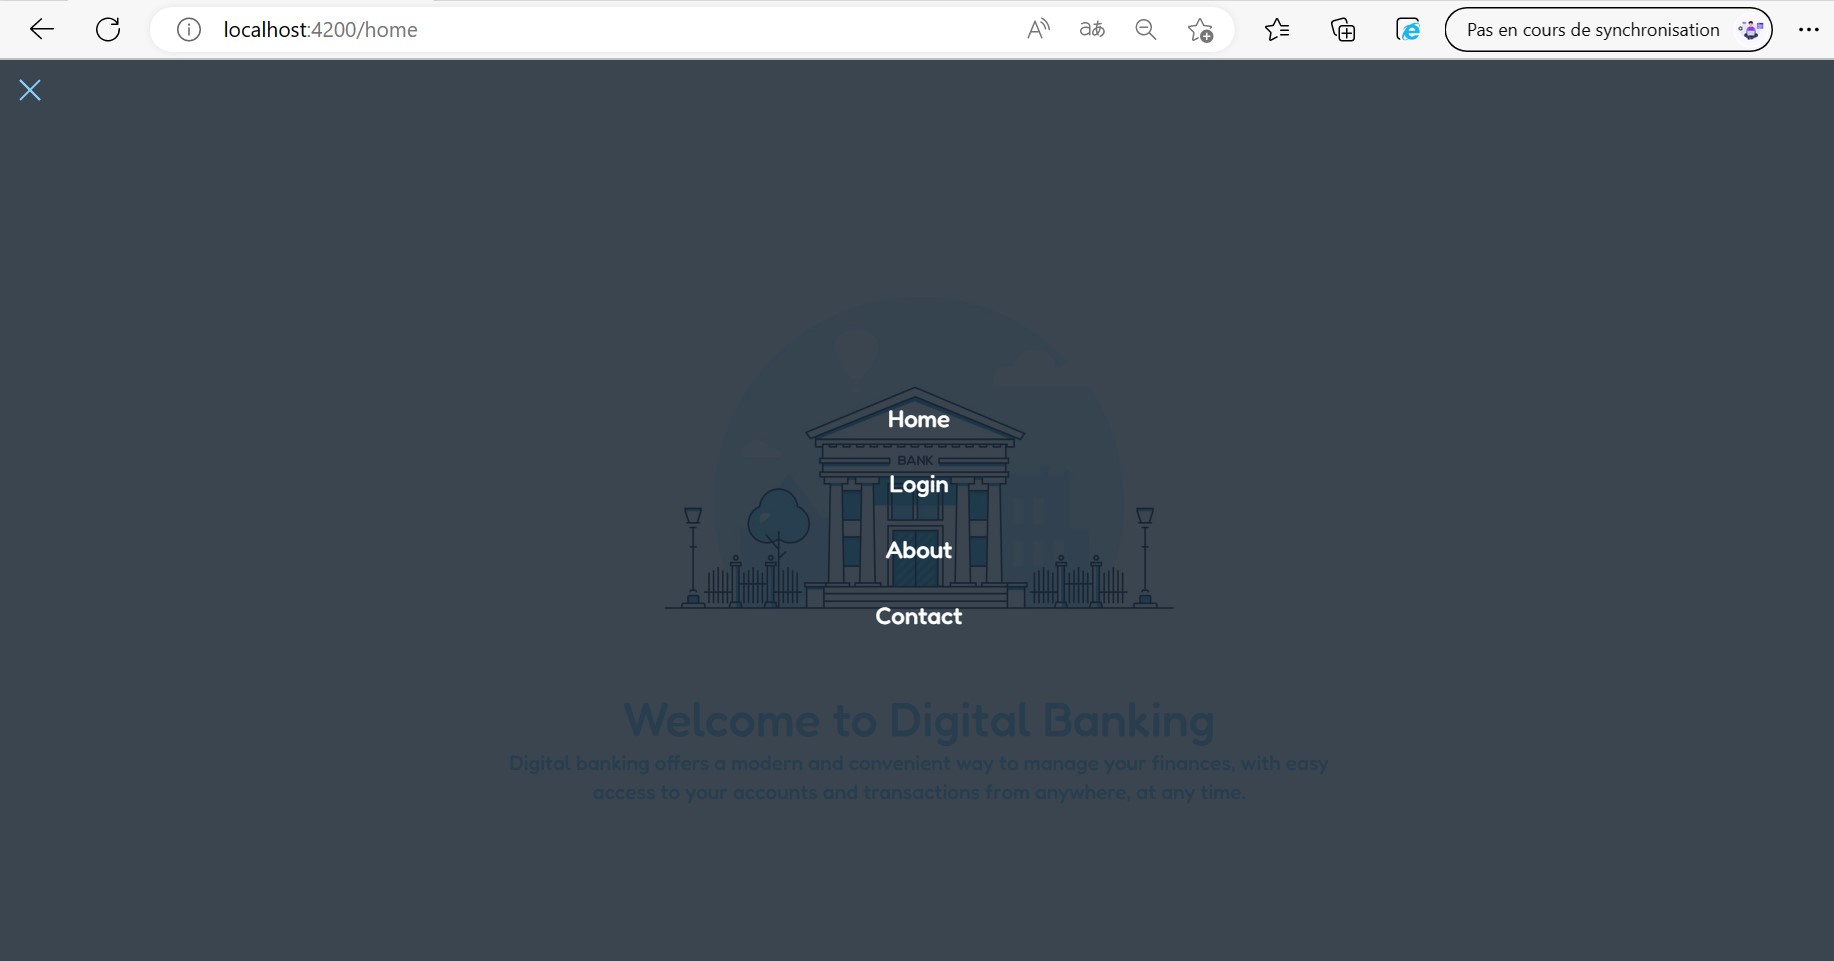 localhost:4200/home
Pas en cours de synchronisation
Home
BANK
Login
About
Contact
Welcome to Digital Banking
Digital banking offers a modern and convenient way to manage your finances, with easy
access to your accounts and transactions from anywhere, at any time.